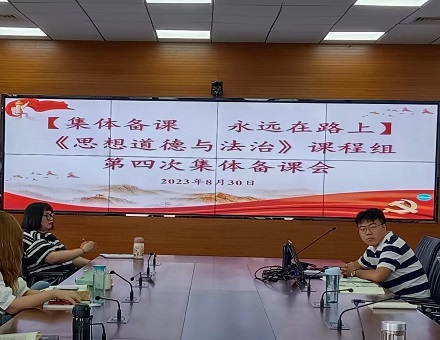 【集体备课 永远在路上】
《思想道德与法治》课程组
第四次集体备课会
2023年8月30日